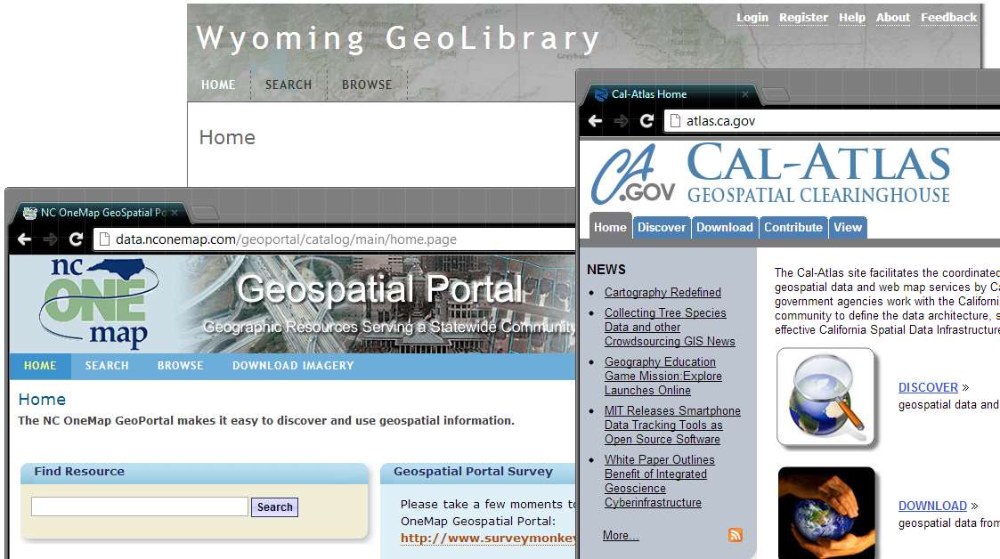 Login Register Help About Feedback
Wyoming GeoLibrary
HOME SEARCH BROWSE
Home
NC OneMap GeoSpatial Po
data.nconemap.com/geoportal/catalog/main/home.page
nc
ONE
map
Geospatial Portal
Geographic Resources Serving a Statewide Community
HOME SEARCH BROWSE DOWNLOAD IMAGERY
Home
The NC OneMap GeoPortal makes it easy to discover and use geospatial information.
Find Resource
Search
Geospatial Portal Survey
Please take a few moments to
OneMap Geospatial Portal:
http://www.surveymonkey
Cal-Atlas Home
atlas.ca.gov
CA
.GOV
CAL-ATLAS
GEOSPATIAL CLEARINGHOUSE
Home Discover Download Contribute View
NEWS
Cartography Redefined
Collecting Tree Species
Data and other
Crowdsourcing GIS News
Geography Education
Game Mission:Explore
Launches Online
MIT Releases Smartphone
Data Tracking Tools as
Open Source Software
White Paper Outlines
Benefit of Integrated
Geoscience
Cyberinfrastructure
More...
The Cal-Atlas site facilitates the coordinated
geospatial data and web map services by Ca
government agencies work with the California
community to define the data architecture, s
effective California Spatial Data Infrastructure
DISCOVER »
geospatial data and
DOWNLOAD »
geospatial data from